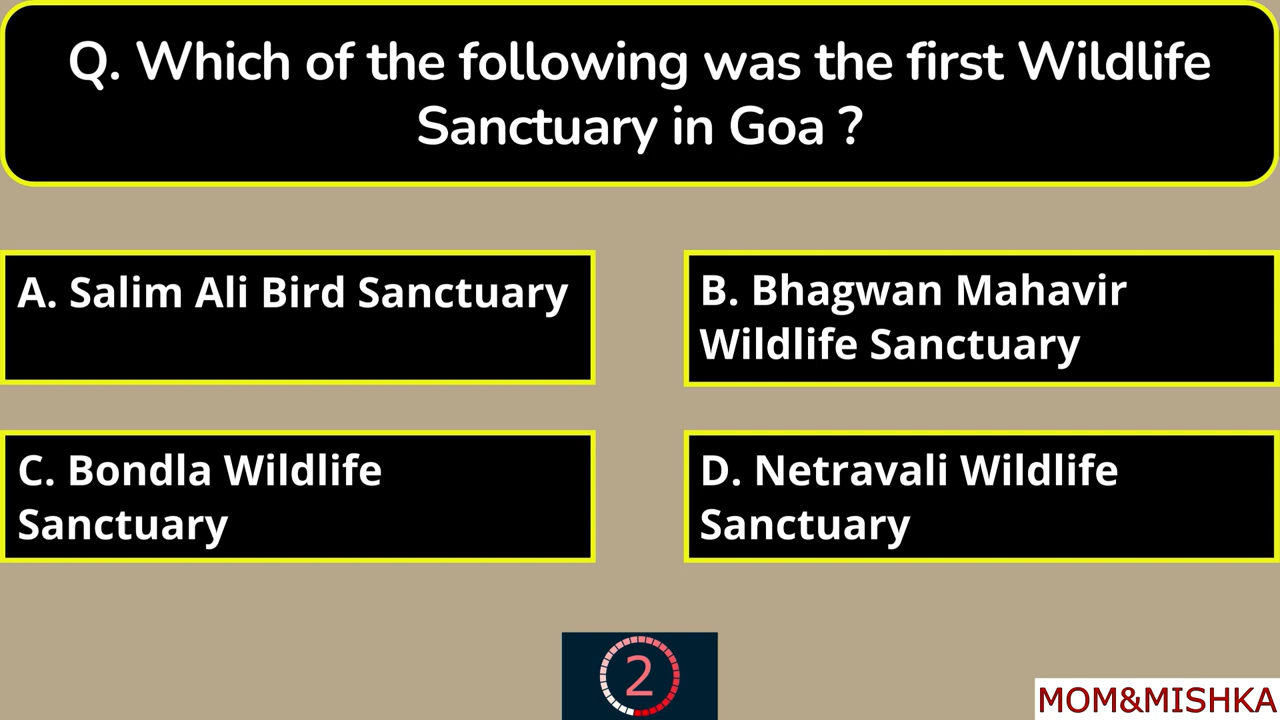 Q. Which of the following was the first Wildlife
Sanctuary in Goa ?
A. Salim Ali Bird Sanctuary
B. Bhagwan Mahavir
Wildlife Sanctuary
C. Bondla Wildlife
Sanctuary
D. Netravali Wildlife
Sanctuary
2
MOM&MISHKA